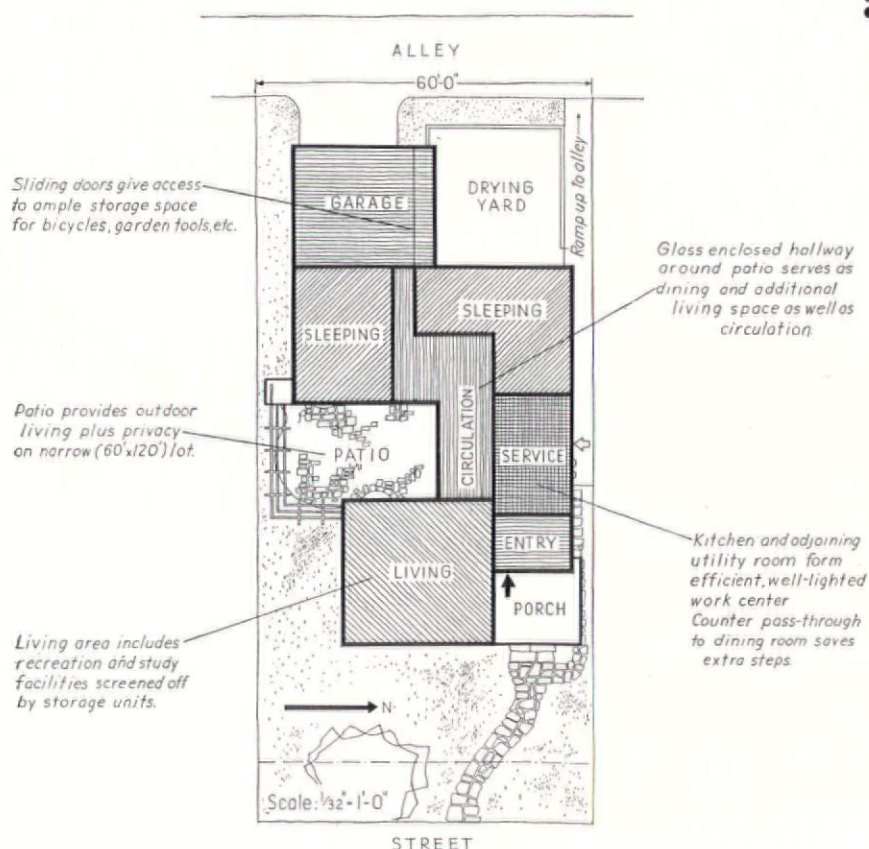 ALLEY
60'-0"
Ramp up to alley
Sliding doors give access
to ample storage space
for bicycles, garden tools, etc.
GARAGE
DRYING
YARD
Glass enclosed hallway
around patio serves as
dining and additional
living space as well as
circulation.
SLEEPING
SLEEPING
Patio provides outdoor
living plus privacy
on narrow (60'x120') lot.
PATIO
CIRCULATION
SERVICE
ENTRY
Kitchen and adjoining
utility room form
efficient, well-lighted
work center
Counter pass-through
to dining room saves
extra steps.
LIVING
PORCH
Living area includes
recreation and study
facilities screened off
by storage units.
N
Scale: 1/32"=1'-0"
STREET